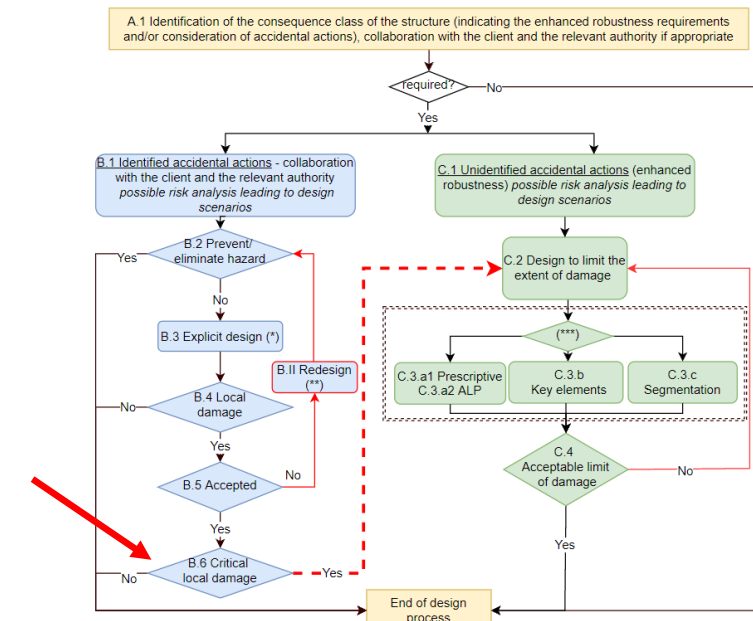 A.1 Identification of the consequence class of the structure (indicating the enhanced robustness requirements
and/or consideration of accidental actions), collaboration with the client and the relevant authority if appropriate
required?
No
Yes
B.1 Identified accidental actions - collaboration
with the client and the relevant authority
possible risk analysis leading to design
scenarios
C.1 Unidentified accidental actions (enhanced
robustness) possible risk analysis leading to
design scenarios
B.2 Prevent/
eliminate hazard
Yes
No
C.2 Design to limit the
extent of damage
B.3 Explicit design (*)
(***)
B.II Redesign
(**)
C.3.a1 Prescriptive
C.3.a2 ALP
C.3.b
Key elements
C.3.c
Segmentation
B.4 Local
damage
No
Yes
B.5 Accepted
No
Yes
C.4
Acceptable limit
of damage
No
Yes
B.6 Critical
local damage
No
Yes
End of design
process